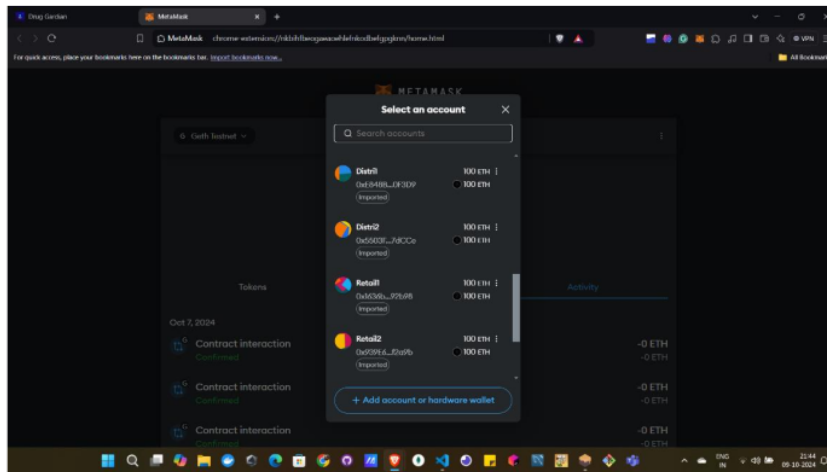 Drug Gardian
MetaMask
MetaMask
VPN
For quick access, place your bookmarks here on the bookmarks bar. Import bookmarks now...
All Bookmarks
METAMASK
Select an account
Geth Testnet
Search accounts
Distri1
100 ETH
100 ETH
Imported
Distri2
100 ETH
100 ETH
Imported
Tokens
Activity
Retail1
100 ETH
100 ETH
Imported
Oct 7, 2024
Retail2
100 ETH
100 ETH
Imported
Contract interaction
-0 ETH
Confirmed
-0 ETH
Contract interaction
-0 ETH
Confirmed
-0 ETH
+ Add account or hardware wallet
Contract interaction
-0 ETH
Confirmed
-0 ETH
ENG
IN
21:44
09-10-2024